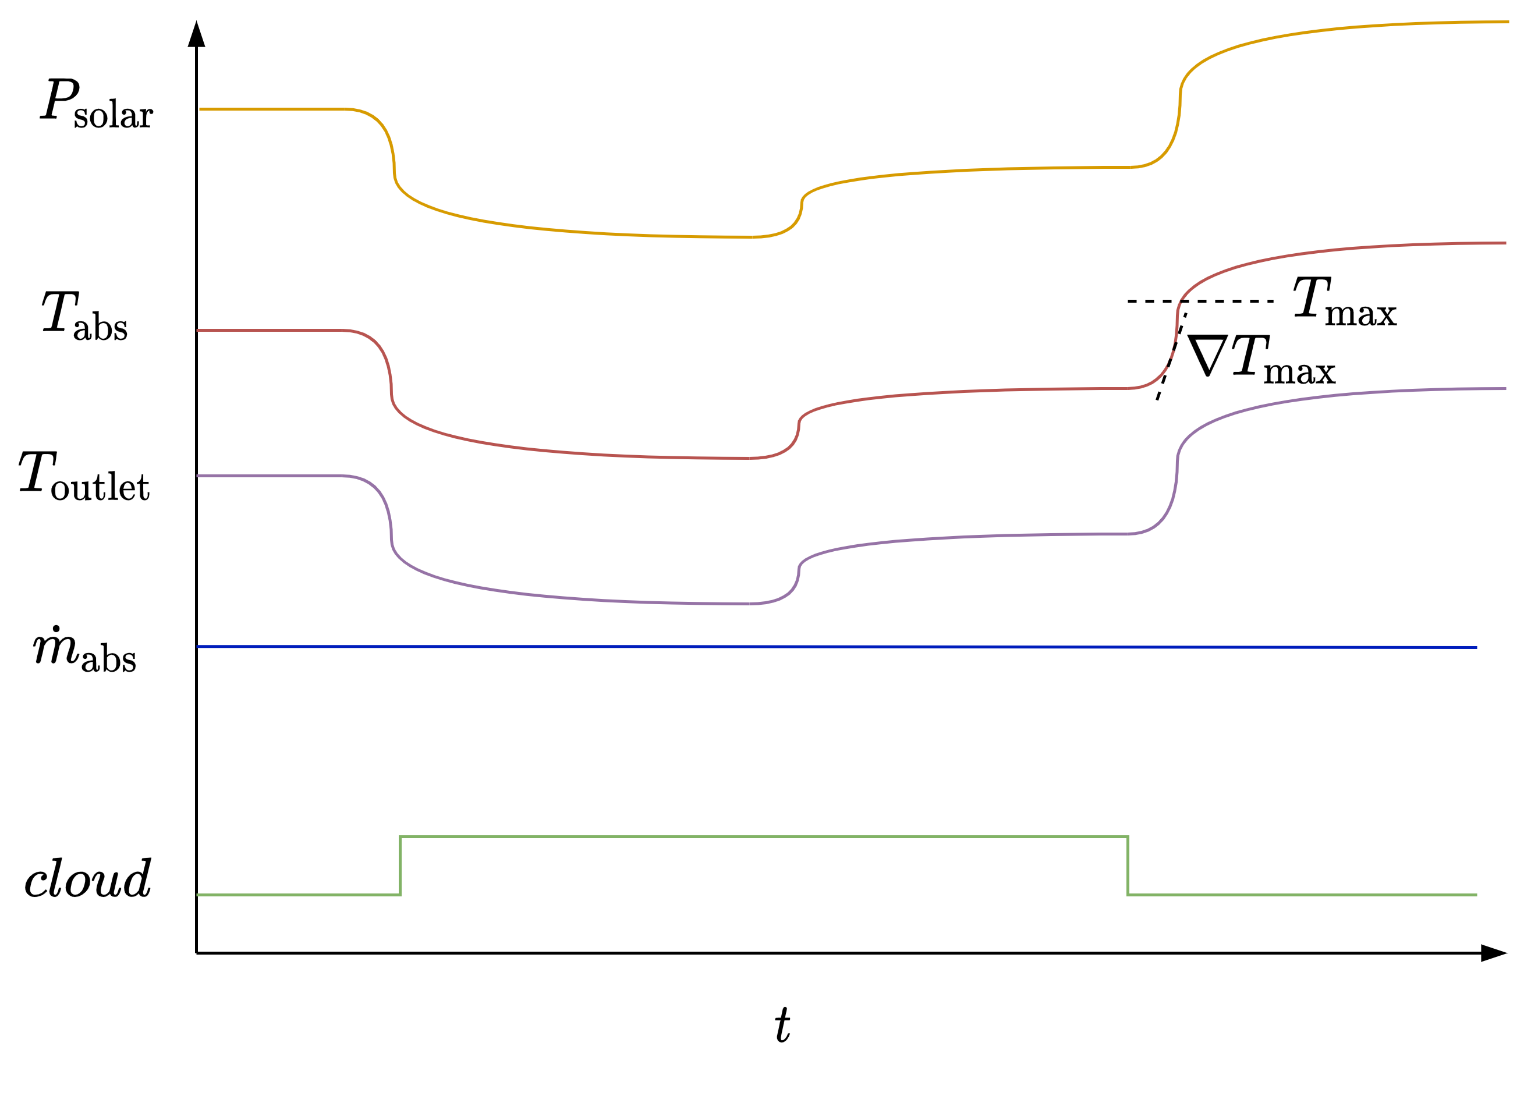 P_solar
T_abs
T_max
∇T_max
T_outlet
ṁ_abs
cloud
t